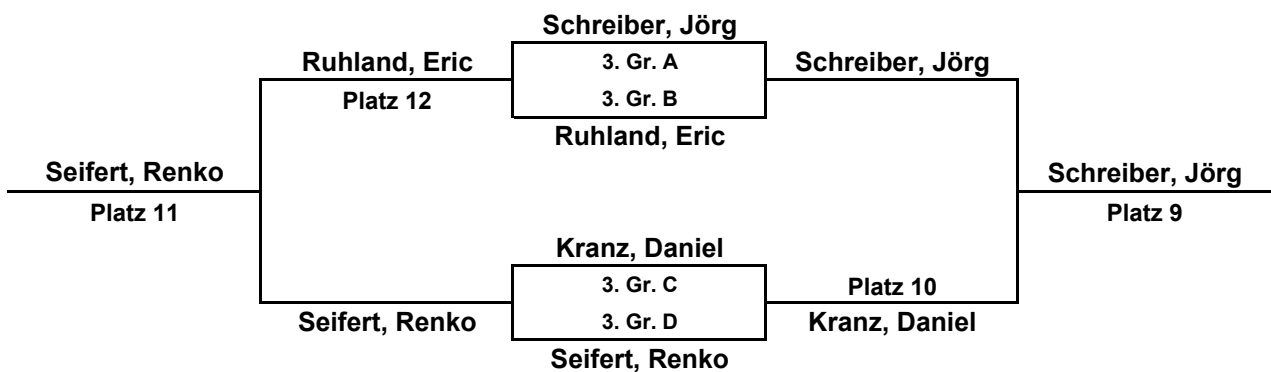 Schreiber, Jörg
Ruhland, Eric
3. Gr. A
Schreiber, Jörg
Platz 12
3. Gr. B
Ruhland, Eric
Seifert, Renko
Schreiber, Jörg
Platz 11
Platz 9
Kranz, Daniel
3. Gr. C
Platz 10
Seifert, Renko
3. Gr. D
Kranz, Daniel
Seifert, Renko